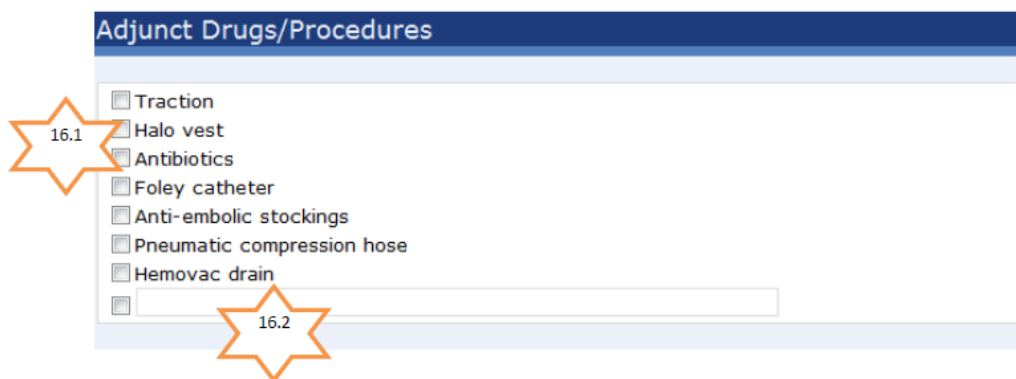 Adjunct Drugs/Procedures
Traction
16.1
Halo vest
Antibiotics
Foley catheter
Anti-embolic stockings
Pneumatic compression hose
Hemovac drain
16.2